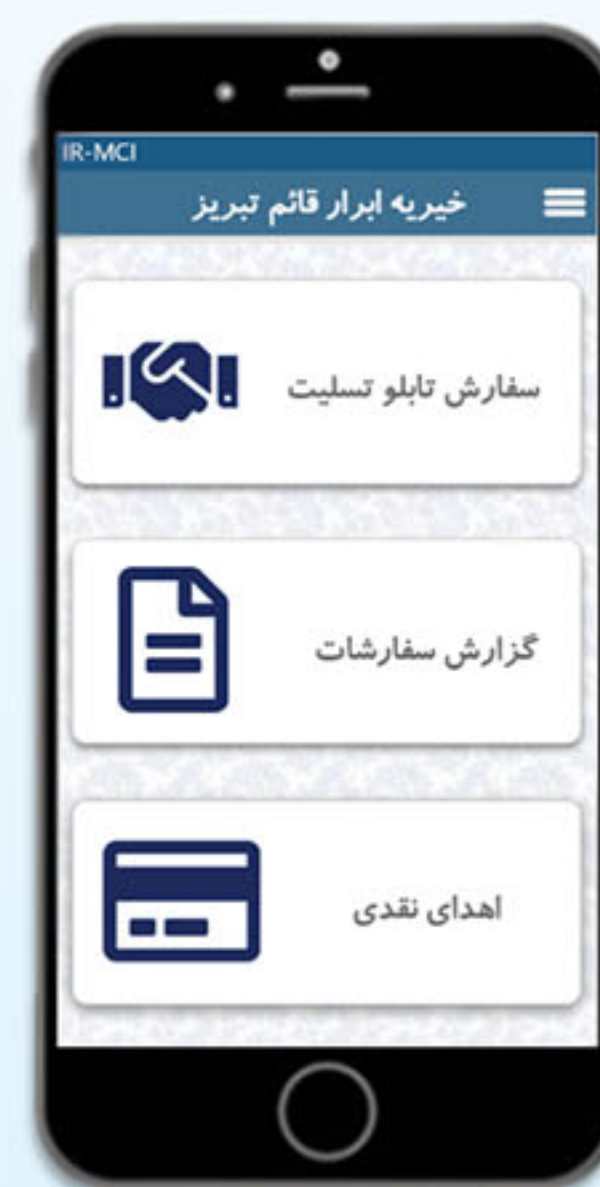 IR-MCI
خیریه ابرار قائم تبریز
سفارش تابلو تسلیت
گزارش سفارشات
اهدای نقدی